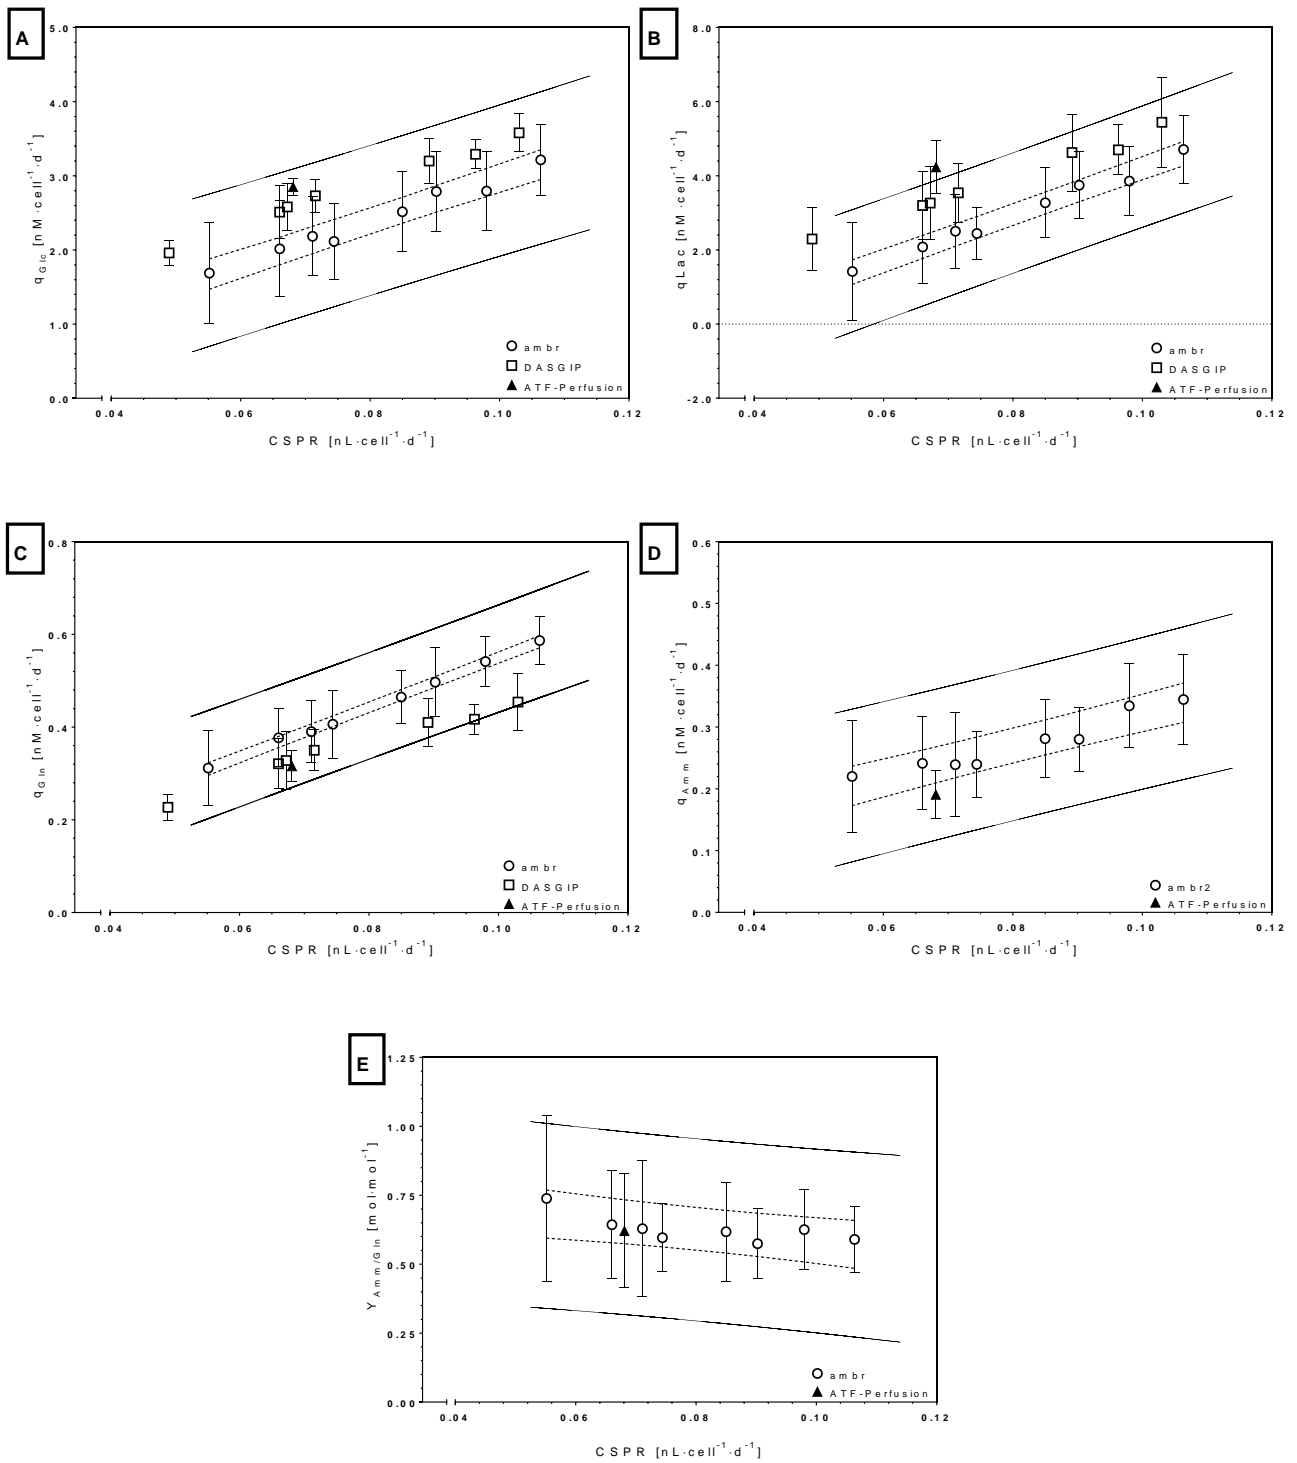 A
5.0
4.0
3.0
2.0
1.0
0.0
q Glc [nM·cell⁻¹·d⁻¹]
ambr
DASGIP
ATF-Perfusion
0.04 0.06 0.08 0.10 0.12
CSPR [nL·cell⁻¹·d⁻¹]
B
8.0
6.0
4.0
2.0
0.0
-2.0
qLac [nM·cell⁻¹·d⁻¹]
ambr
DASGIP
ATF-Perfusion
0.04 0.06 0.08 0.10 0.12
CSPR [nL·cell⁻¹·d⁻¹]
C
0.8
0.6
0.4
0.2
0.0
q Gln [nM·cell⁻¹·d⁻¹]
ambr
DASGIP
ATF-Perfusion
0.04 0.06 0.08 0.10 0.12
CSPR [nL·cell⁻¹·d⁻¹]
D
0.6
0.5
0.4
0.3
0.2
0.1
0.0
q Amm [nM·cell⁻¹·d⁻¹]
ambr2
ATF-Perfusion
0.04 0.06 0.08 0.10 0.12
CSPR [nL·cell⁻¹·d⁻¹]
E
1.25
1.00
0.75
0.50
0.25
0.00
Y Amm/Gln [mol·mol⁻¹]
ambr
ATF-Perfusion
0.04 0.06 0.08 0.10 0.12
CSPR [nL·cell⁻¹·d⁻¹]